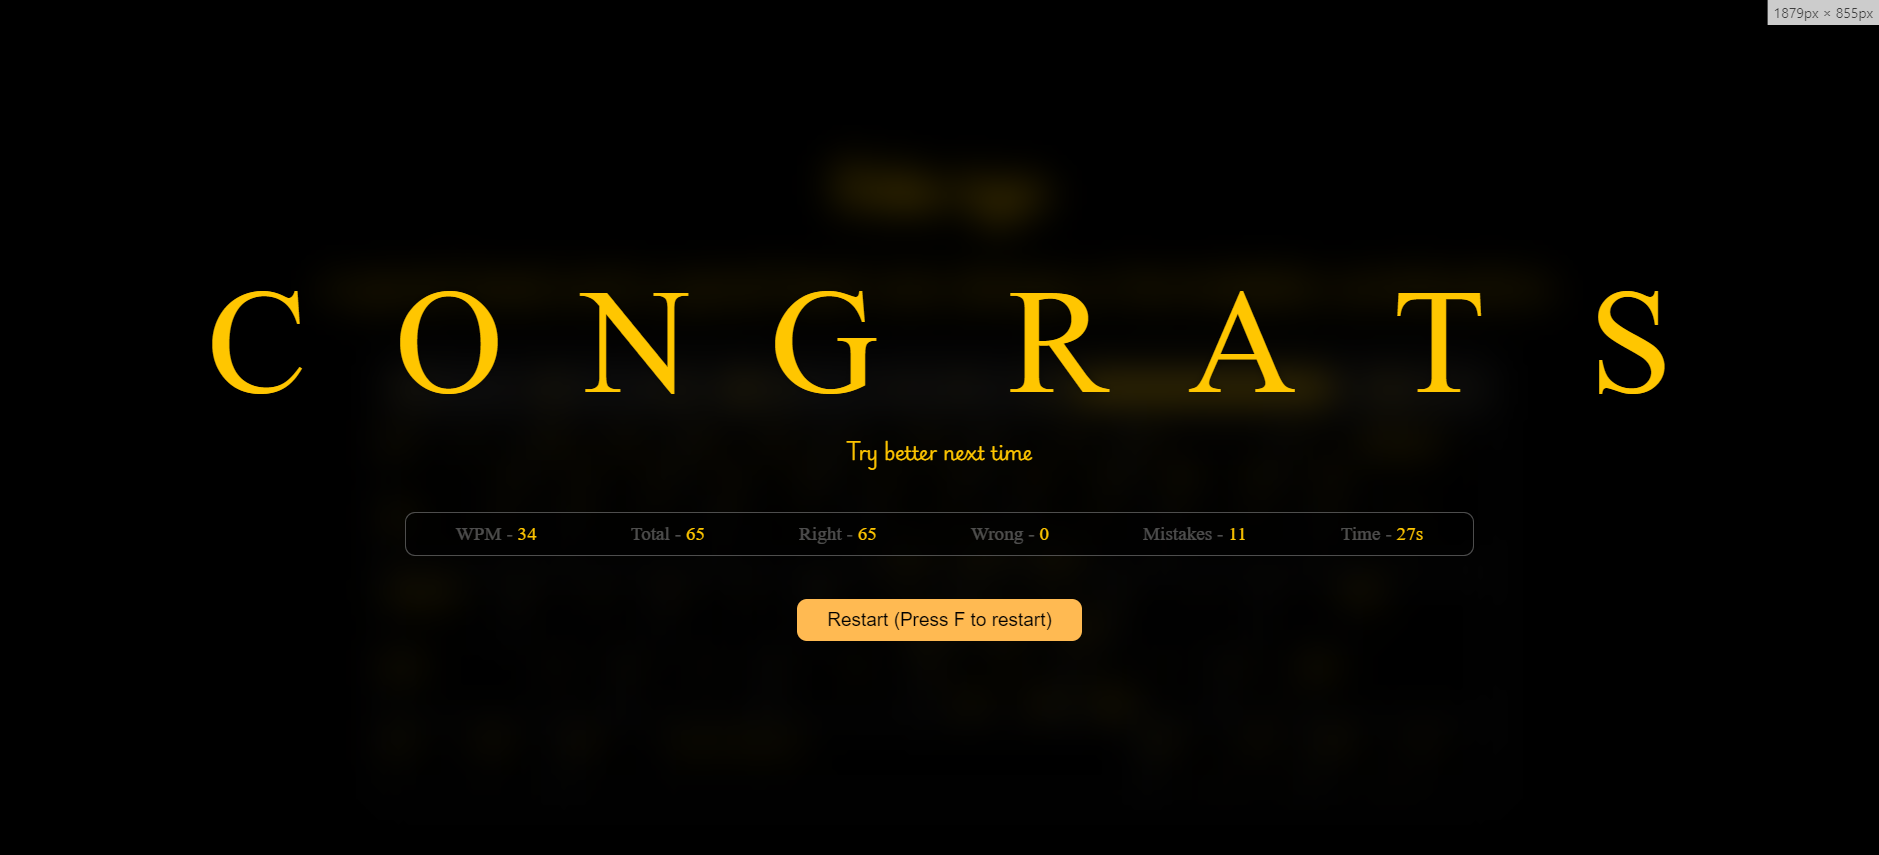 1879px × 855px
C O N G R A T S
Try better next time
WPM - 34 Total - 65 Right - 65 Wrong - 0 Mistakes - 11 Time - 27s
Restart (Press F to restart)